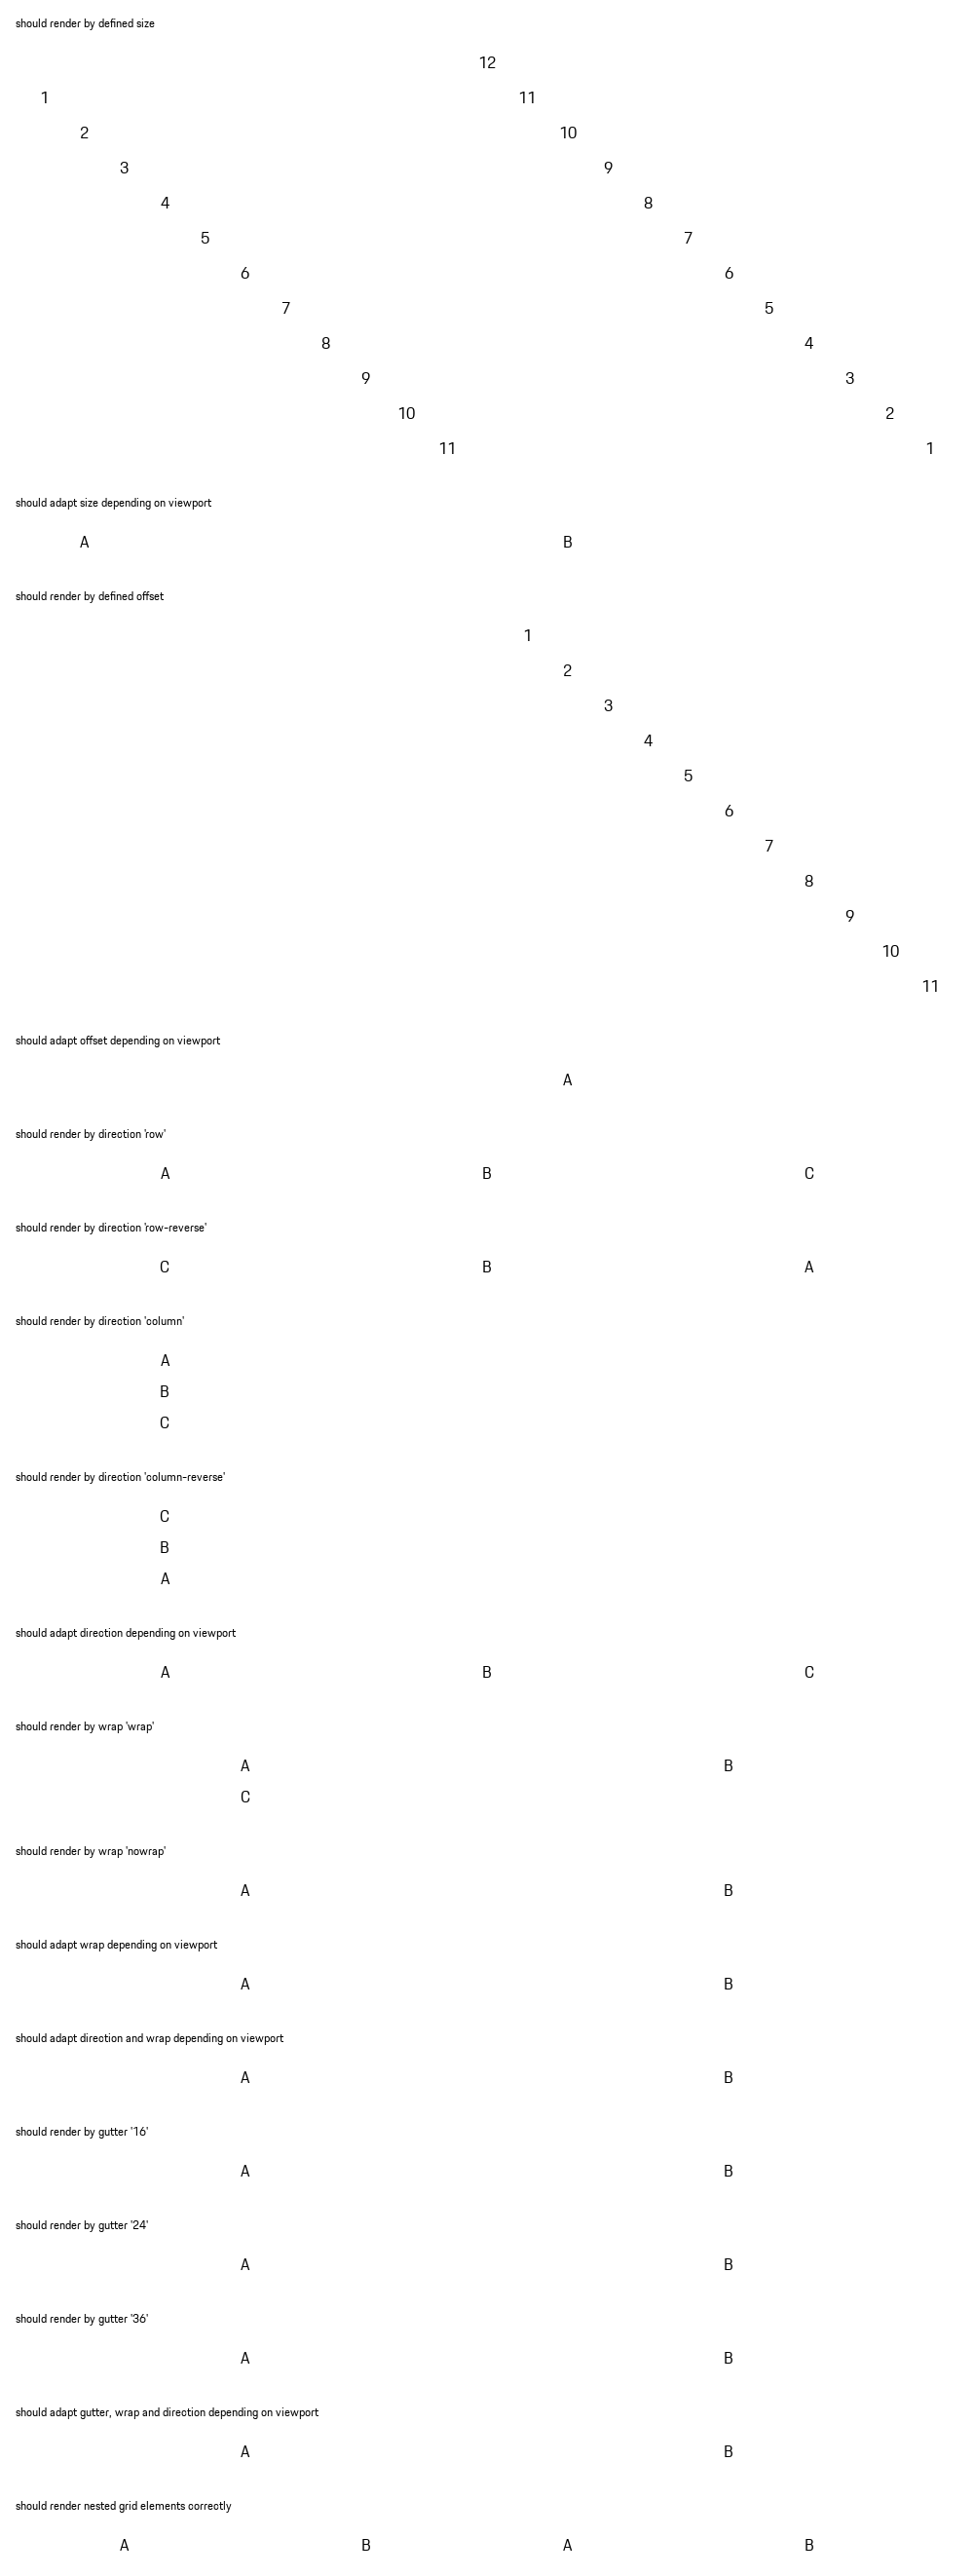 should render by defined size
12
1 11
2 10
3 9
4 8
5 7
6 6
7 5
8 4
9 3
10 2
11 1
should adapt size depending on viewport
A B
should render by defined offset
1
2
3
4
5
6
7
8
9
10
11
should adapt offset depending on viewport
A
should render by direction 'row'
A B C
should render by direction 'row-reverse'
C B A
should render by direction 'column'
A
B
C
should render by direction 'column-reverse'
C
B
A
should adapt direction depending on viewport
A B C
should render by wrap 'wrap'
A B
C
should render by wrap 'nowrap'
A B
should adapt wrap depending on viewport
A B
should adapt direction and wrap depending on viewport
A B
should render by gutter '16'
A B
should render by gutter '24'
A B
should render by gutter '36'
A B
should adapt gutter, wrap and direction depending on viewport
A B
should render nested grid elements correctly
A B A B